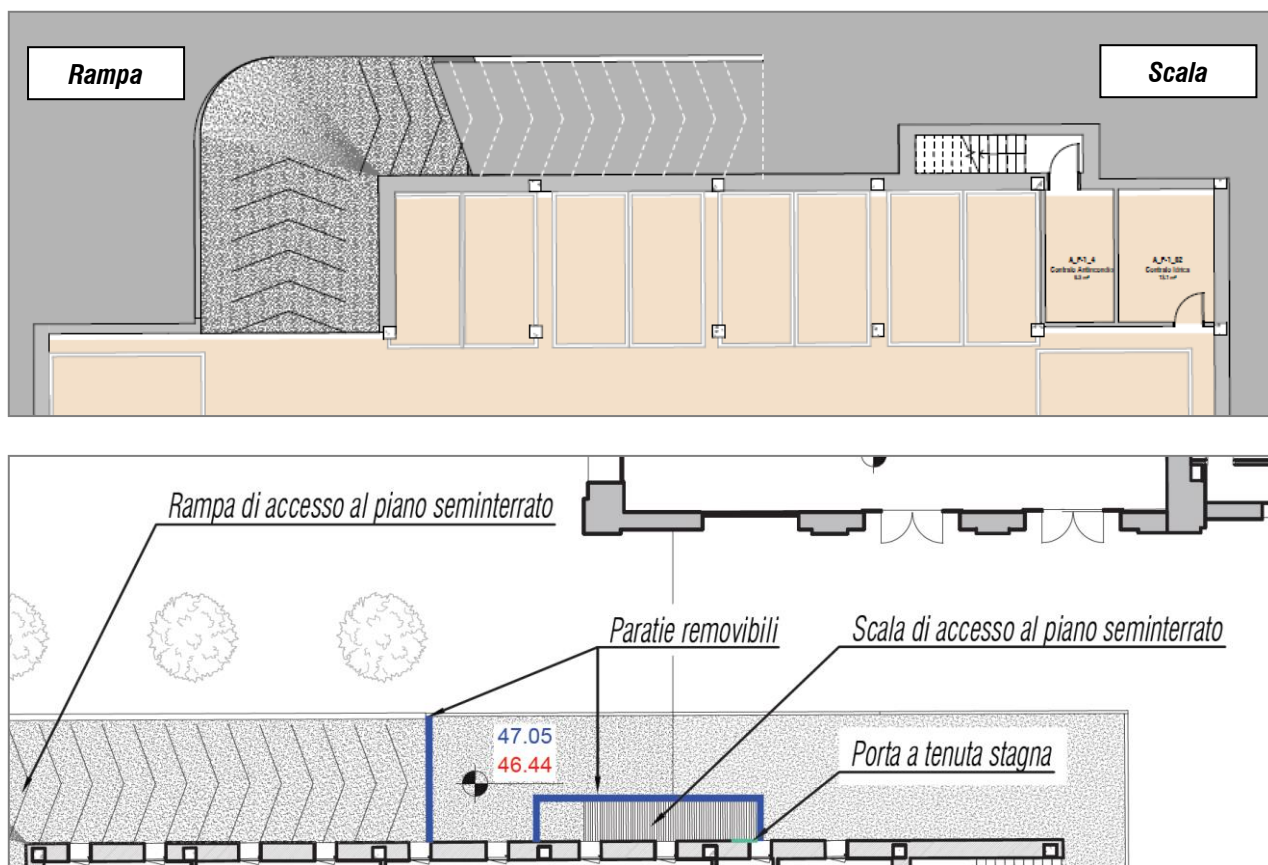 Rampa
Scala
A_P-1_4
Centrale Antincendio
A_P-1_02
Centrale Idrica
Rampa di accesso al piano seminterrato
Paratie removibili
Scala di accesso al piano seminterrato
47.05
46.44
Porta a tenuta stagna